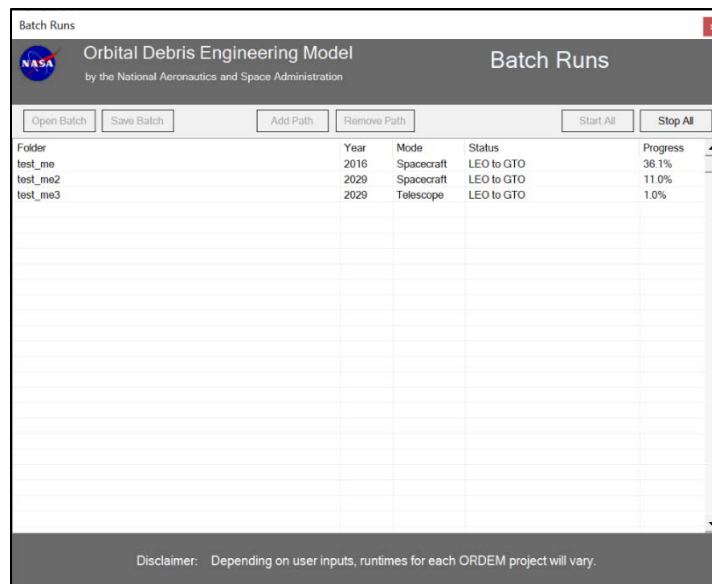 Batch Runs
NASA
Orbital Debris Engineering Model
by the National Aeronautics and Space Administration
Batch Runs
Open Batch Save Batch Add Path Remove Path Start All Stop All
Folder Year Mode Status Progress
test_me 2016 Spacecraft LEO to GTO 36.1%
test_me2 2029 Spacecraft LEO to GTO 11.0%
test_me3 2029 Telescope LEO to GTO 1.0%
Disclaimer: Depending on user inputs, runtimes for each ORDEM project will vary.